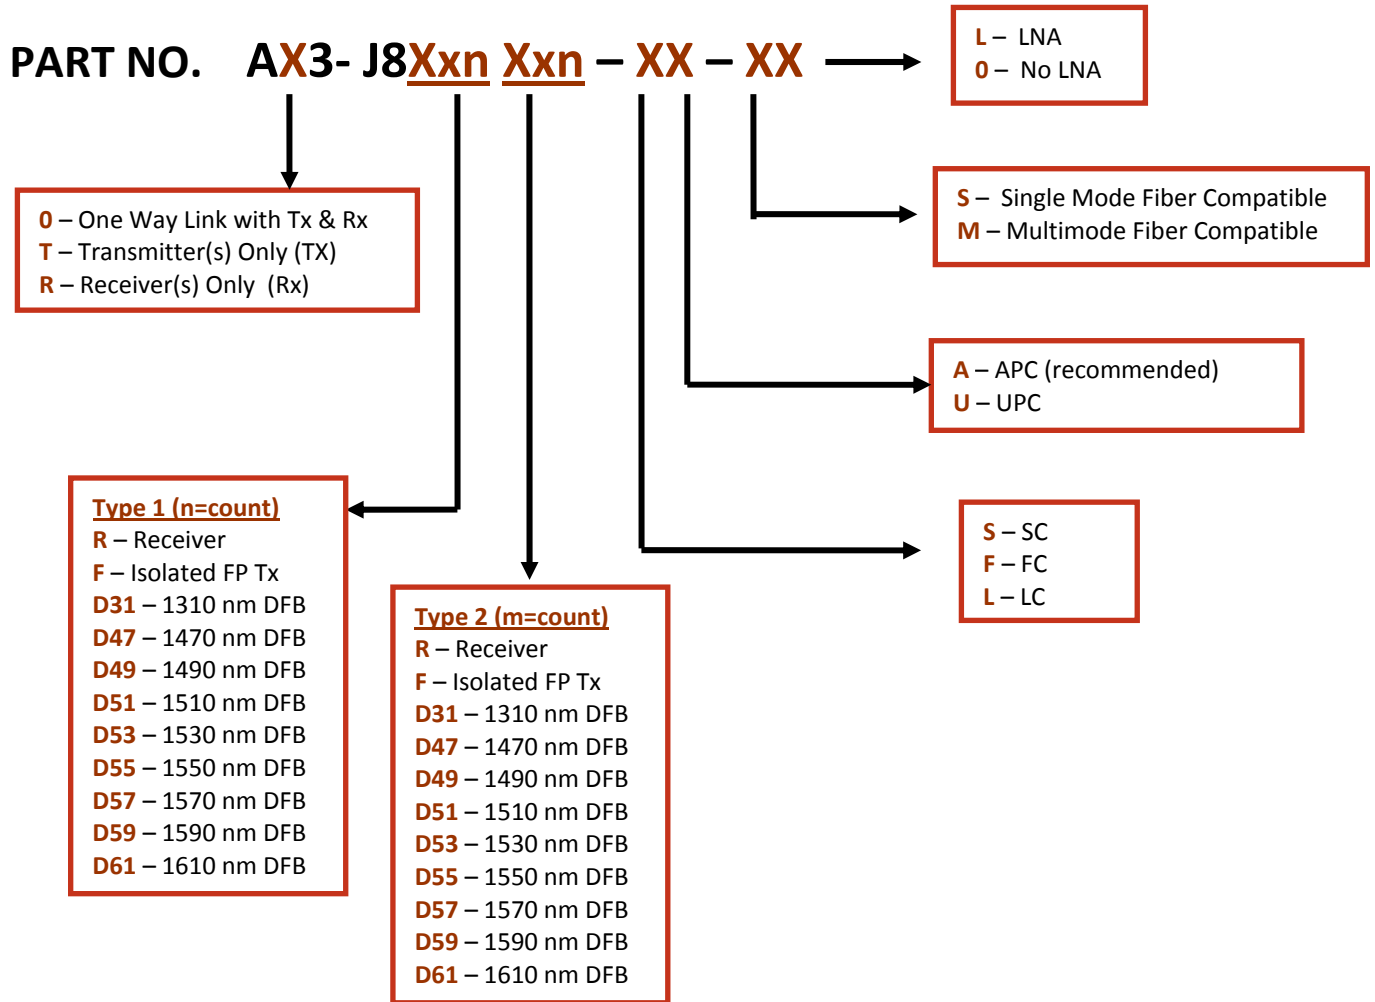 PART NO. AX3- J8Xxn Xxn – XX – XX
L – LNA
0 – No LNA
S – Single Mode Fiber Compatible
M – Multimode Fiber Compatible
0 – One Way Link with Tx & Rx
T – Transmitter(s) Only (TX)
R – Receiver(s) Only (Rx)
A – APC (recommended)
U – UPC
Type 1 (n=count)
R – Receiver
F – Isolated FP Tx
D31 – 1310 nm DFB
D47 – 1470 nm DFB
D49 – 1490 nm DFB
D51 – 1510 nm DFB
D53 – 1530 nm DFB
D55 – 1550 nm DFB
D57 – 1570 nm DFB
D59 – 1590 nm DFB
D61 – 1610 nm DFB
Type 2 (m=count)
R – Receiver
F – Isolated FP Tx
D31 – 1310 nm DFB
D47 – 1470 nm DFB
D49 – 1490 nm DFB
D51 – 1510 nm DFB
D53 – 1530 nm DFB
D55 – 1550 nm DFB
D57 – 1570 nm DFB
D59 – 1590 nm DFB
D61 – 1610 nm DFB
S – SC
F – FC
L – LC